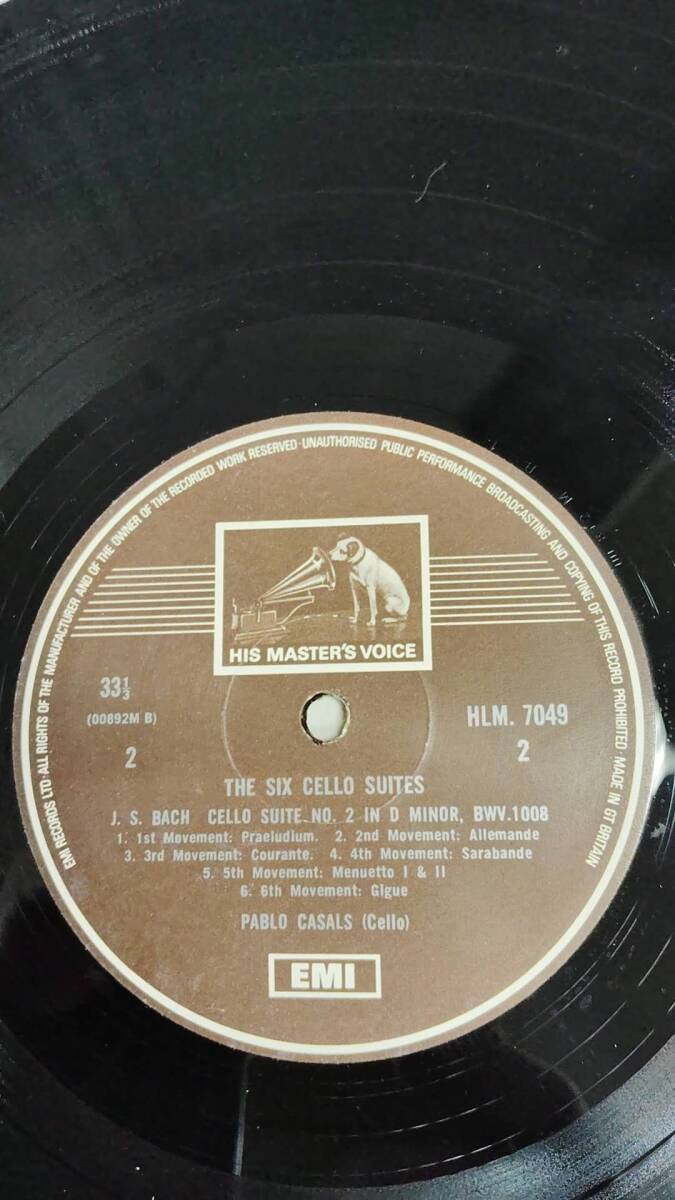 EMI RECORDS LTD·ALL RIGHTS OF THE MANUFACTURER AND OF THE OWNER OF THE RECORDED WORK RESERVED·UNAUTHORISED PUBLIC PERFORMANCE BROADCASTING AND COPYING OF THIS RECORD PROHIBITED·MADE IN GT BRITAIN
HIS MASTER'S VOICE
33⅓
(00892M B)
2
HLM. 7049
2
THE SIX CELLO SUITES
J. S. BACH CELLO SUITE NO. 2 IN D MINOR, BWV.1008
1. 1st Movement: Praeludium. 2. 2nd Movement: Allemande
3. 3rd Movement: Courante. 4. 4th Movement: Sarabande
5. 5th Movement: Menuetto I & II
6. 6th Movement: Gigue
PABLO CASALS (Cello)
EMI